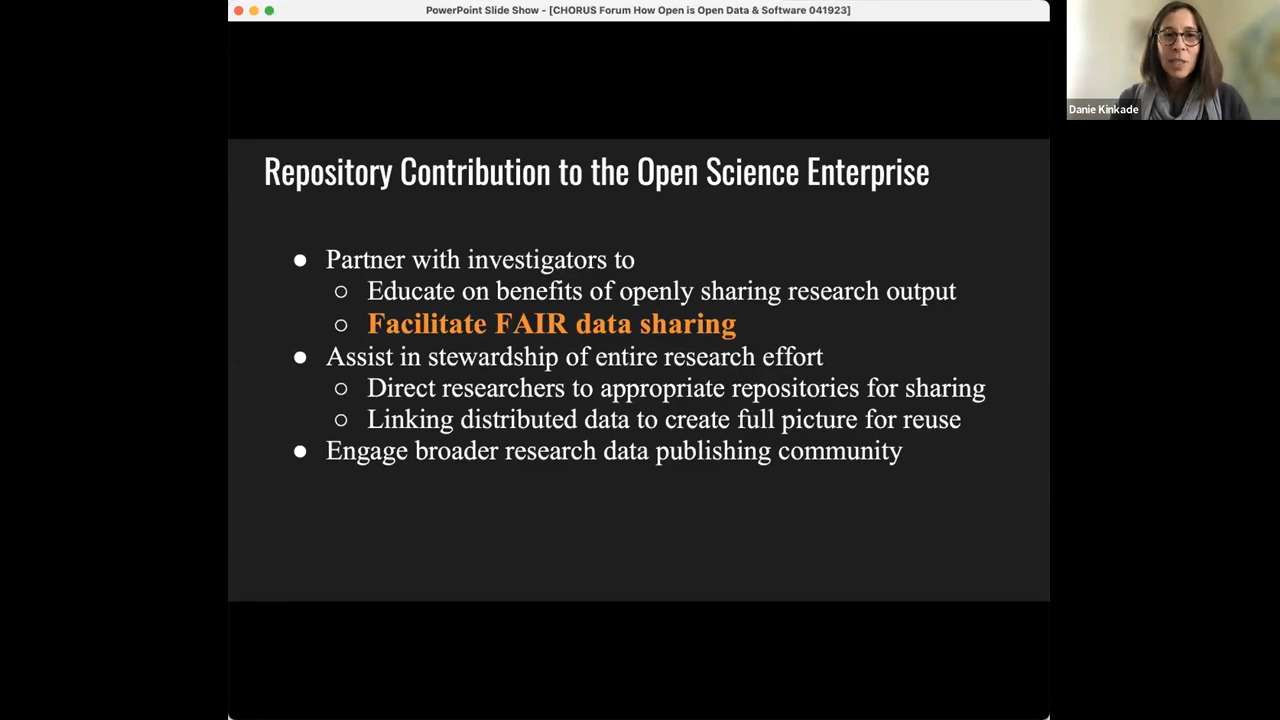 PowerPoint Slide Show - [CHORUS Forum How Open is Open Data & Software 041923]
Danie Kinkade
Repository Contribution to the Open Science Enterprise
● Partner with investigators to
○ Educate on benefits of openly sharing research output
○ Facilitate FAIR data sharing
● Assist in stewardship of entire research effort
○ Direct researchers to appropriate repositories for sharing
○ Linking distributed data to create full picture for reuse
● Engage broader research data publishing community